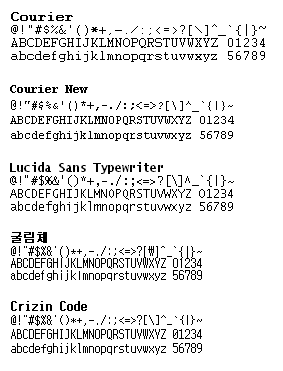 Courier
@!"#$%&'()*+,-./:;<=>?[\]^_`{|}~
ABCDEFGHIJKLMNOPQRSTUVWXYZ 01234
abcdefghijklmnopqrstuvwxyz 56789
Courier New
@!"#$%&'()*+,-./:;<=>?[\]^_`{|}~
ABCDEFGHIJKLMNOPQRSTUVWXYZ 01234
abcdefghijklmnopqrstuvwxyz 56789
Lucida Sans Typewriter
@!"#$%&'()*+,-./:;<=>?[\]^_`{|}~
ABCDEFGHIJKLMNOPQRSTUVWXYZ 01234
abcdefghijklmnopqrstuvwxyz 56789
굴림체
@!"#$%&'()*+,-./:;<=>?[₩]^_`{|}~
ABCDEFGHIJKLMNOPQRSTUVWXYZ 01234
abcdefghijklmnopqrstuvwxyz 56789
Crizin Code
@!"#$%&'()*+,-./:;<=>?[\]^_`{|}~
ABCDEFGHIJKLMNOPQRSTUVWXYZ 01234
abcdefghijklmnopqrstuvwxyz 56789